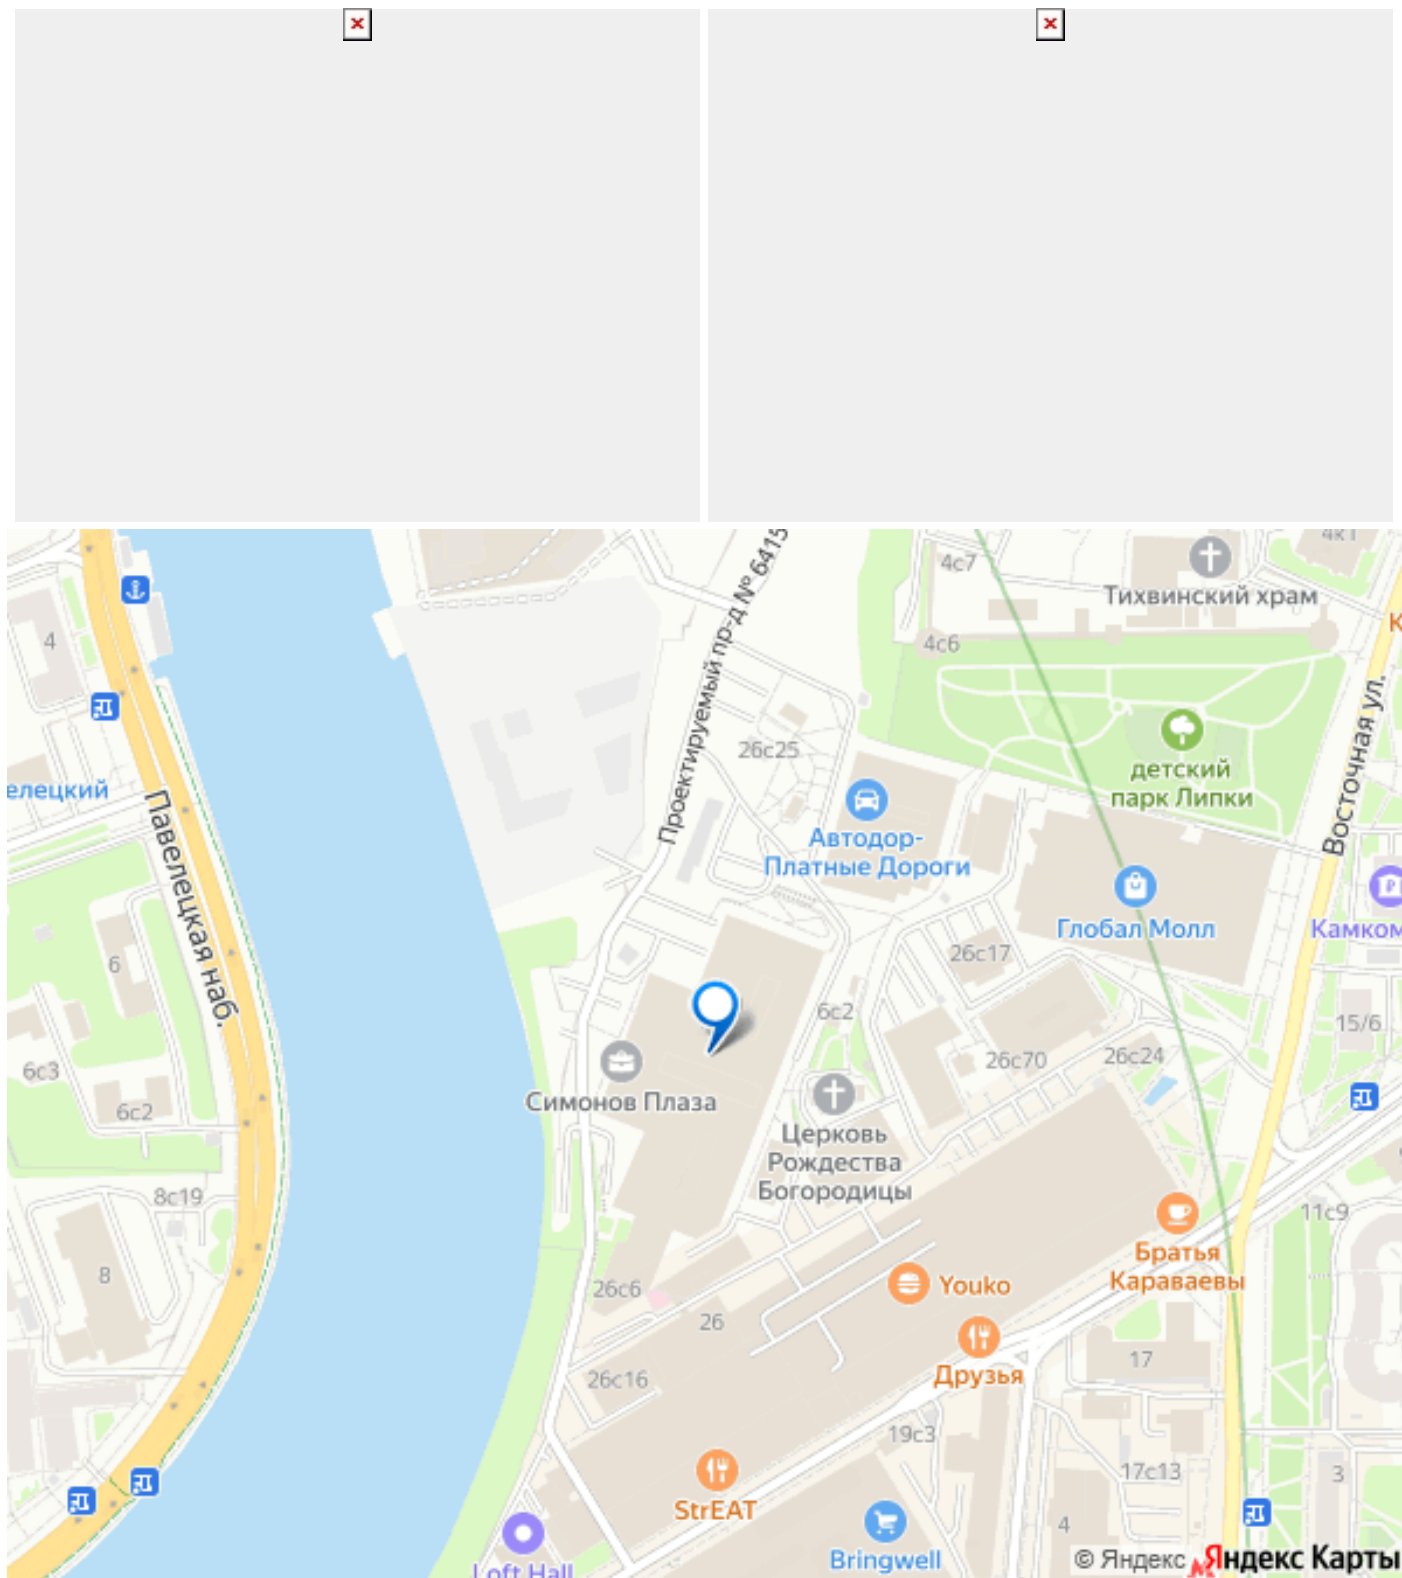 Проектируемый пр-д № 6415
4к1
4с7
Тихвинский храм
4
4с6
26с25
детский
парк Липки
Восточная ул.
елецкий
Павелецкая наб.
Автодор-
Платные Дороги
Глобал Молл
Камком
26с17
6
6с2
15/6
6с3
26с70
26с24
Симонов Плаза
6с2
Церковь
Рождества
Богородицы
8с19
11с9
Братья
Караваевы
8
26с6
Youko
26
17
Друзья
26с16
19с3
17с13
3
StrEAT
4
Bringwell
Loft Hall
© Яндекс
Яндекс Карты